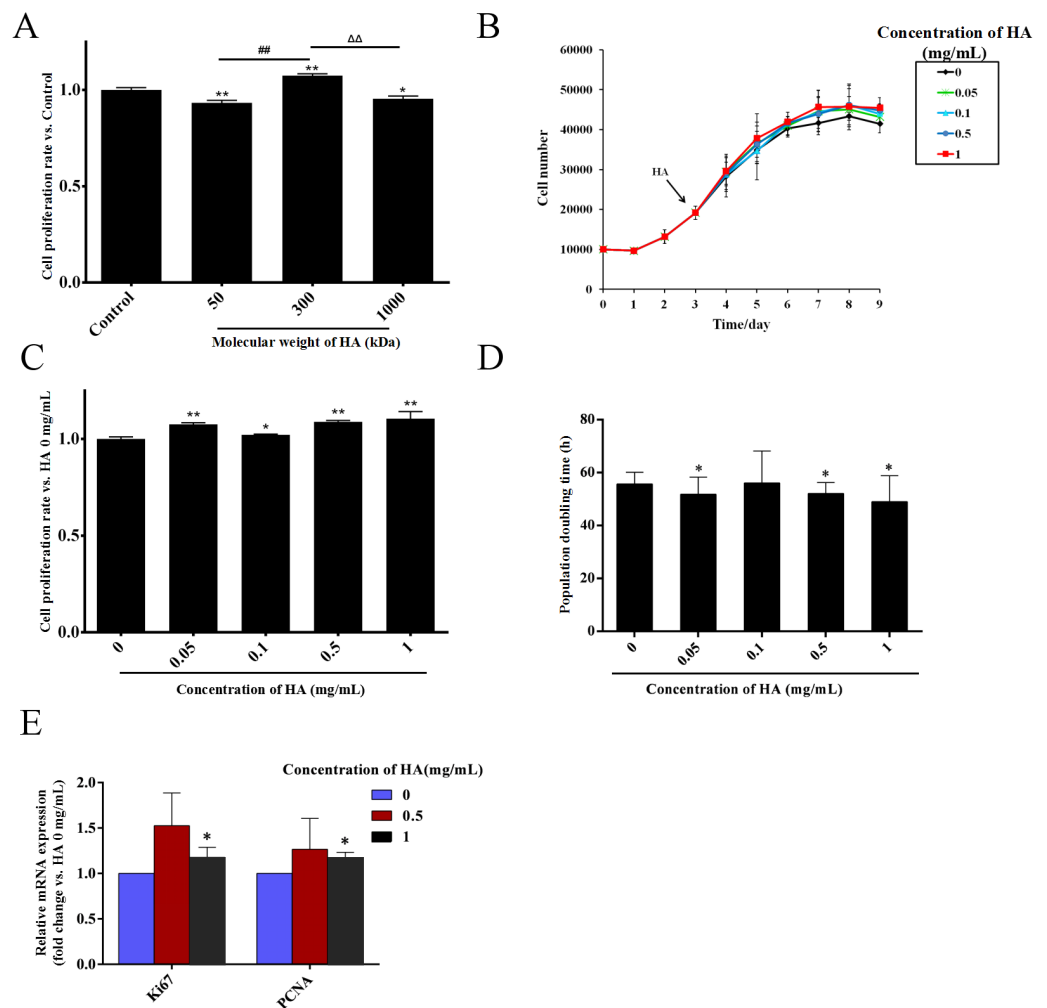 A
Cell proliferation rate vs. Control
1.0
0.5
0.0
##
ΔΔ
**
**
*
Control
50
300
1000
Molecular weight of HA (kDa)
B
Concentration of HA
(mg/mL)
0
0.05
0.1
0.5
1
Cell number
60000
50000
40000
30000
20000
10000
0
HA
0 1 2 3 4 5 6 7 8 9
Time/day
C
Cell proliferation rate vs. HA 0 mg/mL
1.0
0.5
0.0
**
*
**
**
0
0.05
0.1
0.5
1
Concentration of HA (mg/mL)
D
Population doubling time (h)
80
60
40
20
0
*
*
*
0
0.05
0.1
0.5
1
Concentration of HA (mg/mL)
E
Relative mRNA expression
(fold change vs. HA 0 mg/mL)
2.0
1.5
1.0
0.5
0.0
Concentration of HA(mg/mL)
0
0.5
1
*
*
Ki67
PCNA